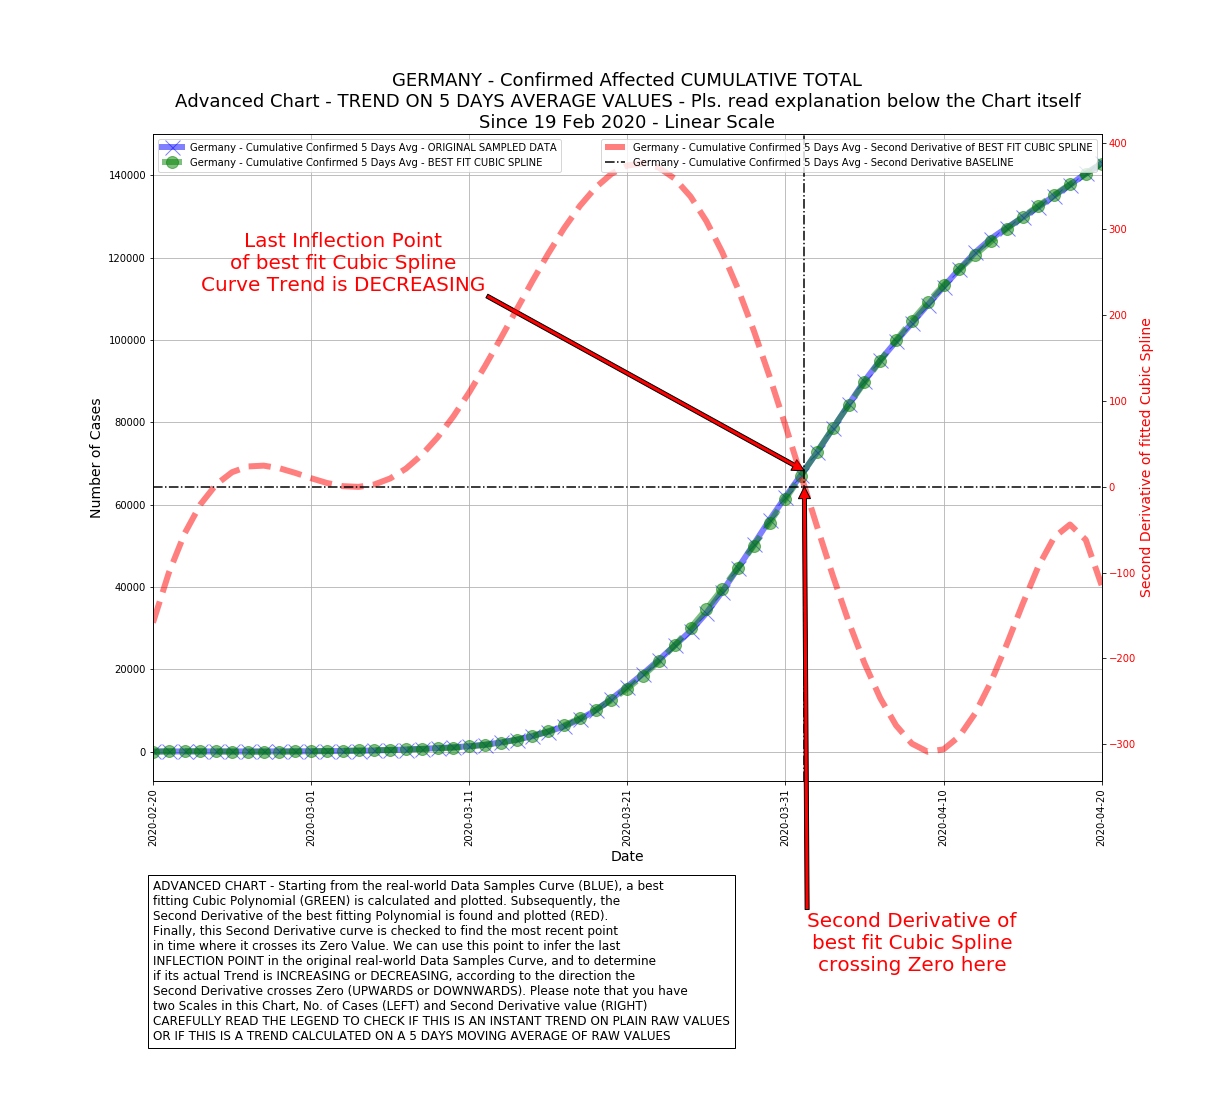 GERMANY - Confirmed Affected CUMULATIVE TOTAL
Advanced Chart - TREND ON 5 DAYS AVERAGE VALUES - Pls. read explanation below the Chart itself
Since 19 Feb 2020 - Linear Scale
Germany - Cumulative Confirmed 5 Days Avg - ORIGINAL SAMPLED DATA
Germany - Cumulative Confirmed 5 Days Avg - BEST FIT CUBIC SPLINE
Germany - Cumulative Confirmed 5 Days Avg - Second Derivative of BEST FIT CUBIC SPLINE
Germany - Cumulative Confirmed 5 Days Avg - Second Derivative BASELINE
Last Inflection Point
of best fit Cubic Spline
Curve Trend is DECREASING
Number of Cases
140000
120000
100000
80000
60000
40000
20000
0
400
300
200
100
0
−100
−200
−300
Second Derivative of fitted Cubic Spline
2020-02-20
2020-03-01
2020-03-11
2020-03-21
2020-03-31
2020-04-10
2020-04-20
Date
Second Derivative of
best fit Cubic Spline
crossing Zero here
ADVANCED CHART - Starting from the real-world Data Samples Curve (BLUE), a best
fitting Cubic Polynomial (GREEN) is calculated and plotted. Subsequently, the
Second Derivative of the best fitting Polynomial is found and plotted (RED).
Finally, this Second Derivative curve is checked to find the most recent point
in time where it crosses its Zero Value. We can use this point to infer the last
INFLECTION POINT in the original real-world Data Samples Curve, and to determine
if its actual Trend is INCREASING or DECREASING, according to the direction the
Second Derivative crosses Zero (UPWARDS or DOWNWARDS). Please note that you have
two Scales in this Chart, No. of Cases (LEFT) and Second Derivative value (RIGHT)
CAREFULLY READ THE LEGEND TO CHECK IF THIS IS AN INSTANT TREND ON PLAIN RAW VALUES
OR IF THIS IS A TREND CALCULATED ON A 5 DAYS MOVING AVERAGE OF RAW VALUES